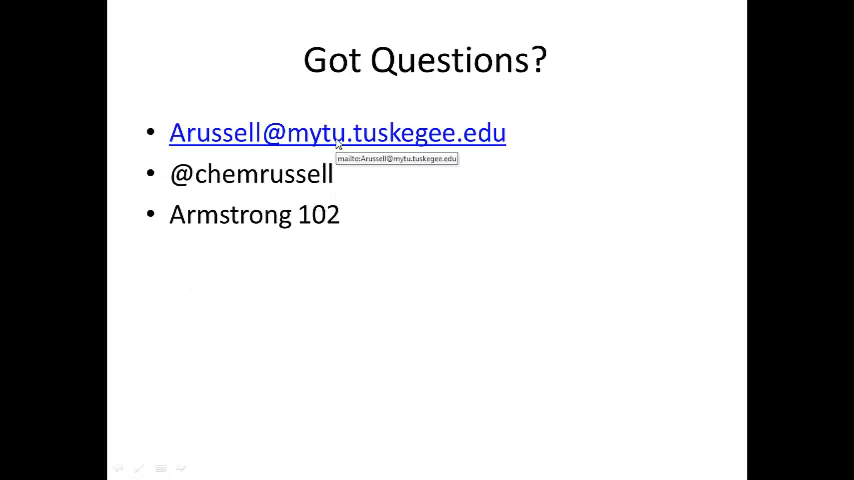 Got Questions?
• Arussell@mytu.tuskegee.edu
mailto:Arussell@mytu.tuskegee.edu
• @chemrussell
• Armstrong 102